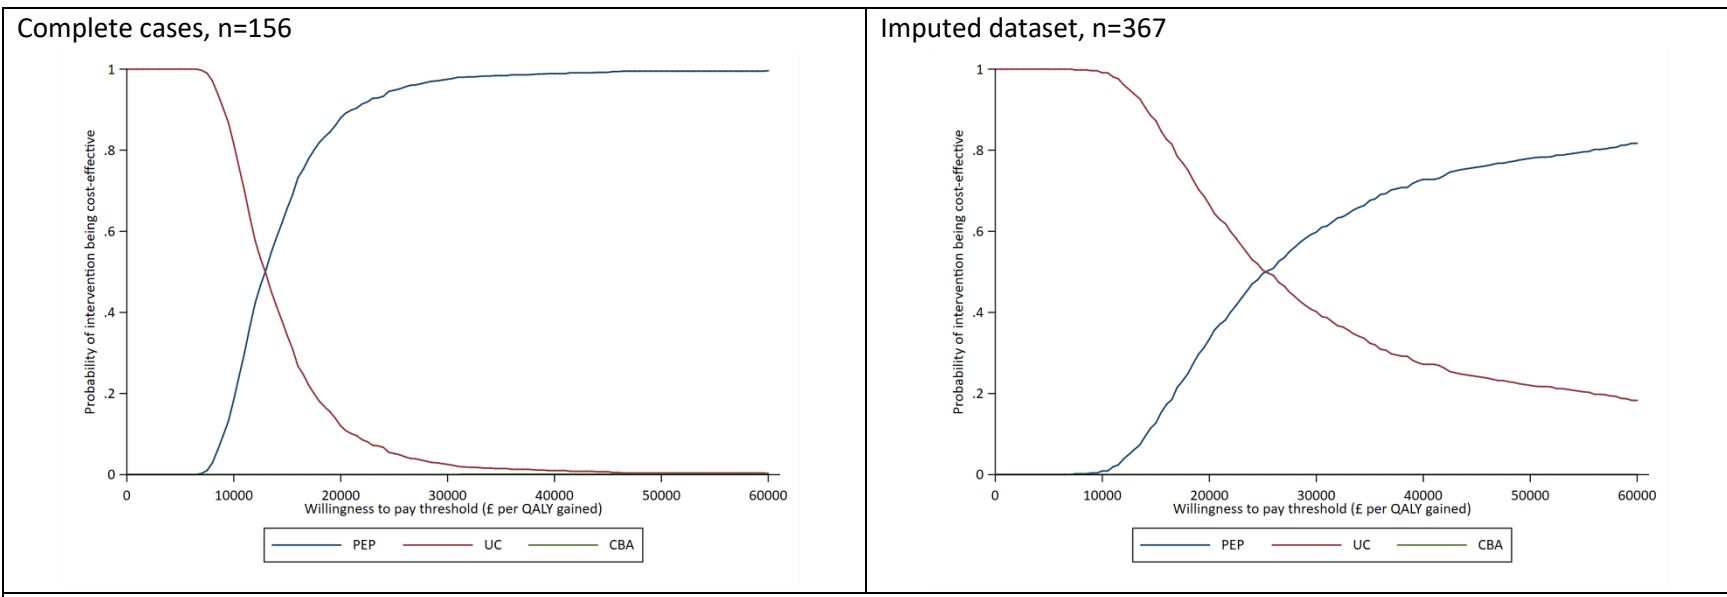 Complete cases, n=156
Probability of intervention being cost-effective
1
.8
.6
.4
.2
0
0 10000 20000 30000 40000 50000 60000
Willingness to pay threshold (£ per QALY gained)
PEP UC CBA
Imputed dataset, n=367
Probability of intervention being cost-effective
1
.8
.6
.4
.2
0
0 10000 20000 30000 40000 50000 60000
Willingness to pay threshold (£ per QALY gained)
PEP UC CBA